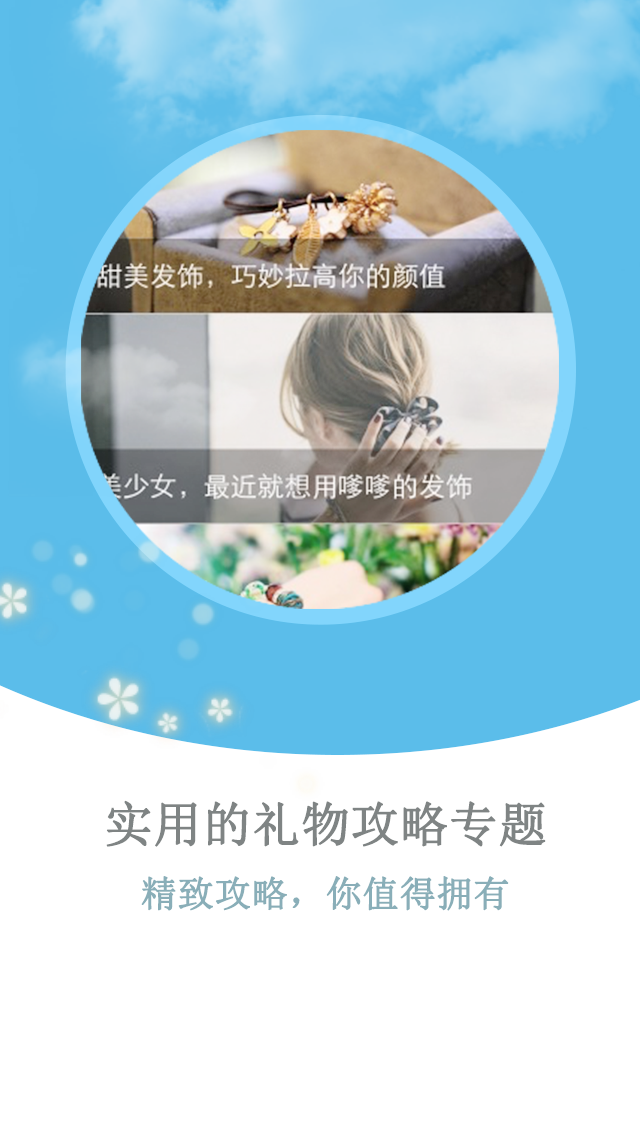 甜美发饰，巧妙拉高你的颜值
美少女，最近就想用嗲嗲的发饰
实用的礼物攻略专题
精致攻略，你值得拥有